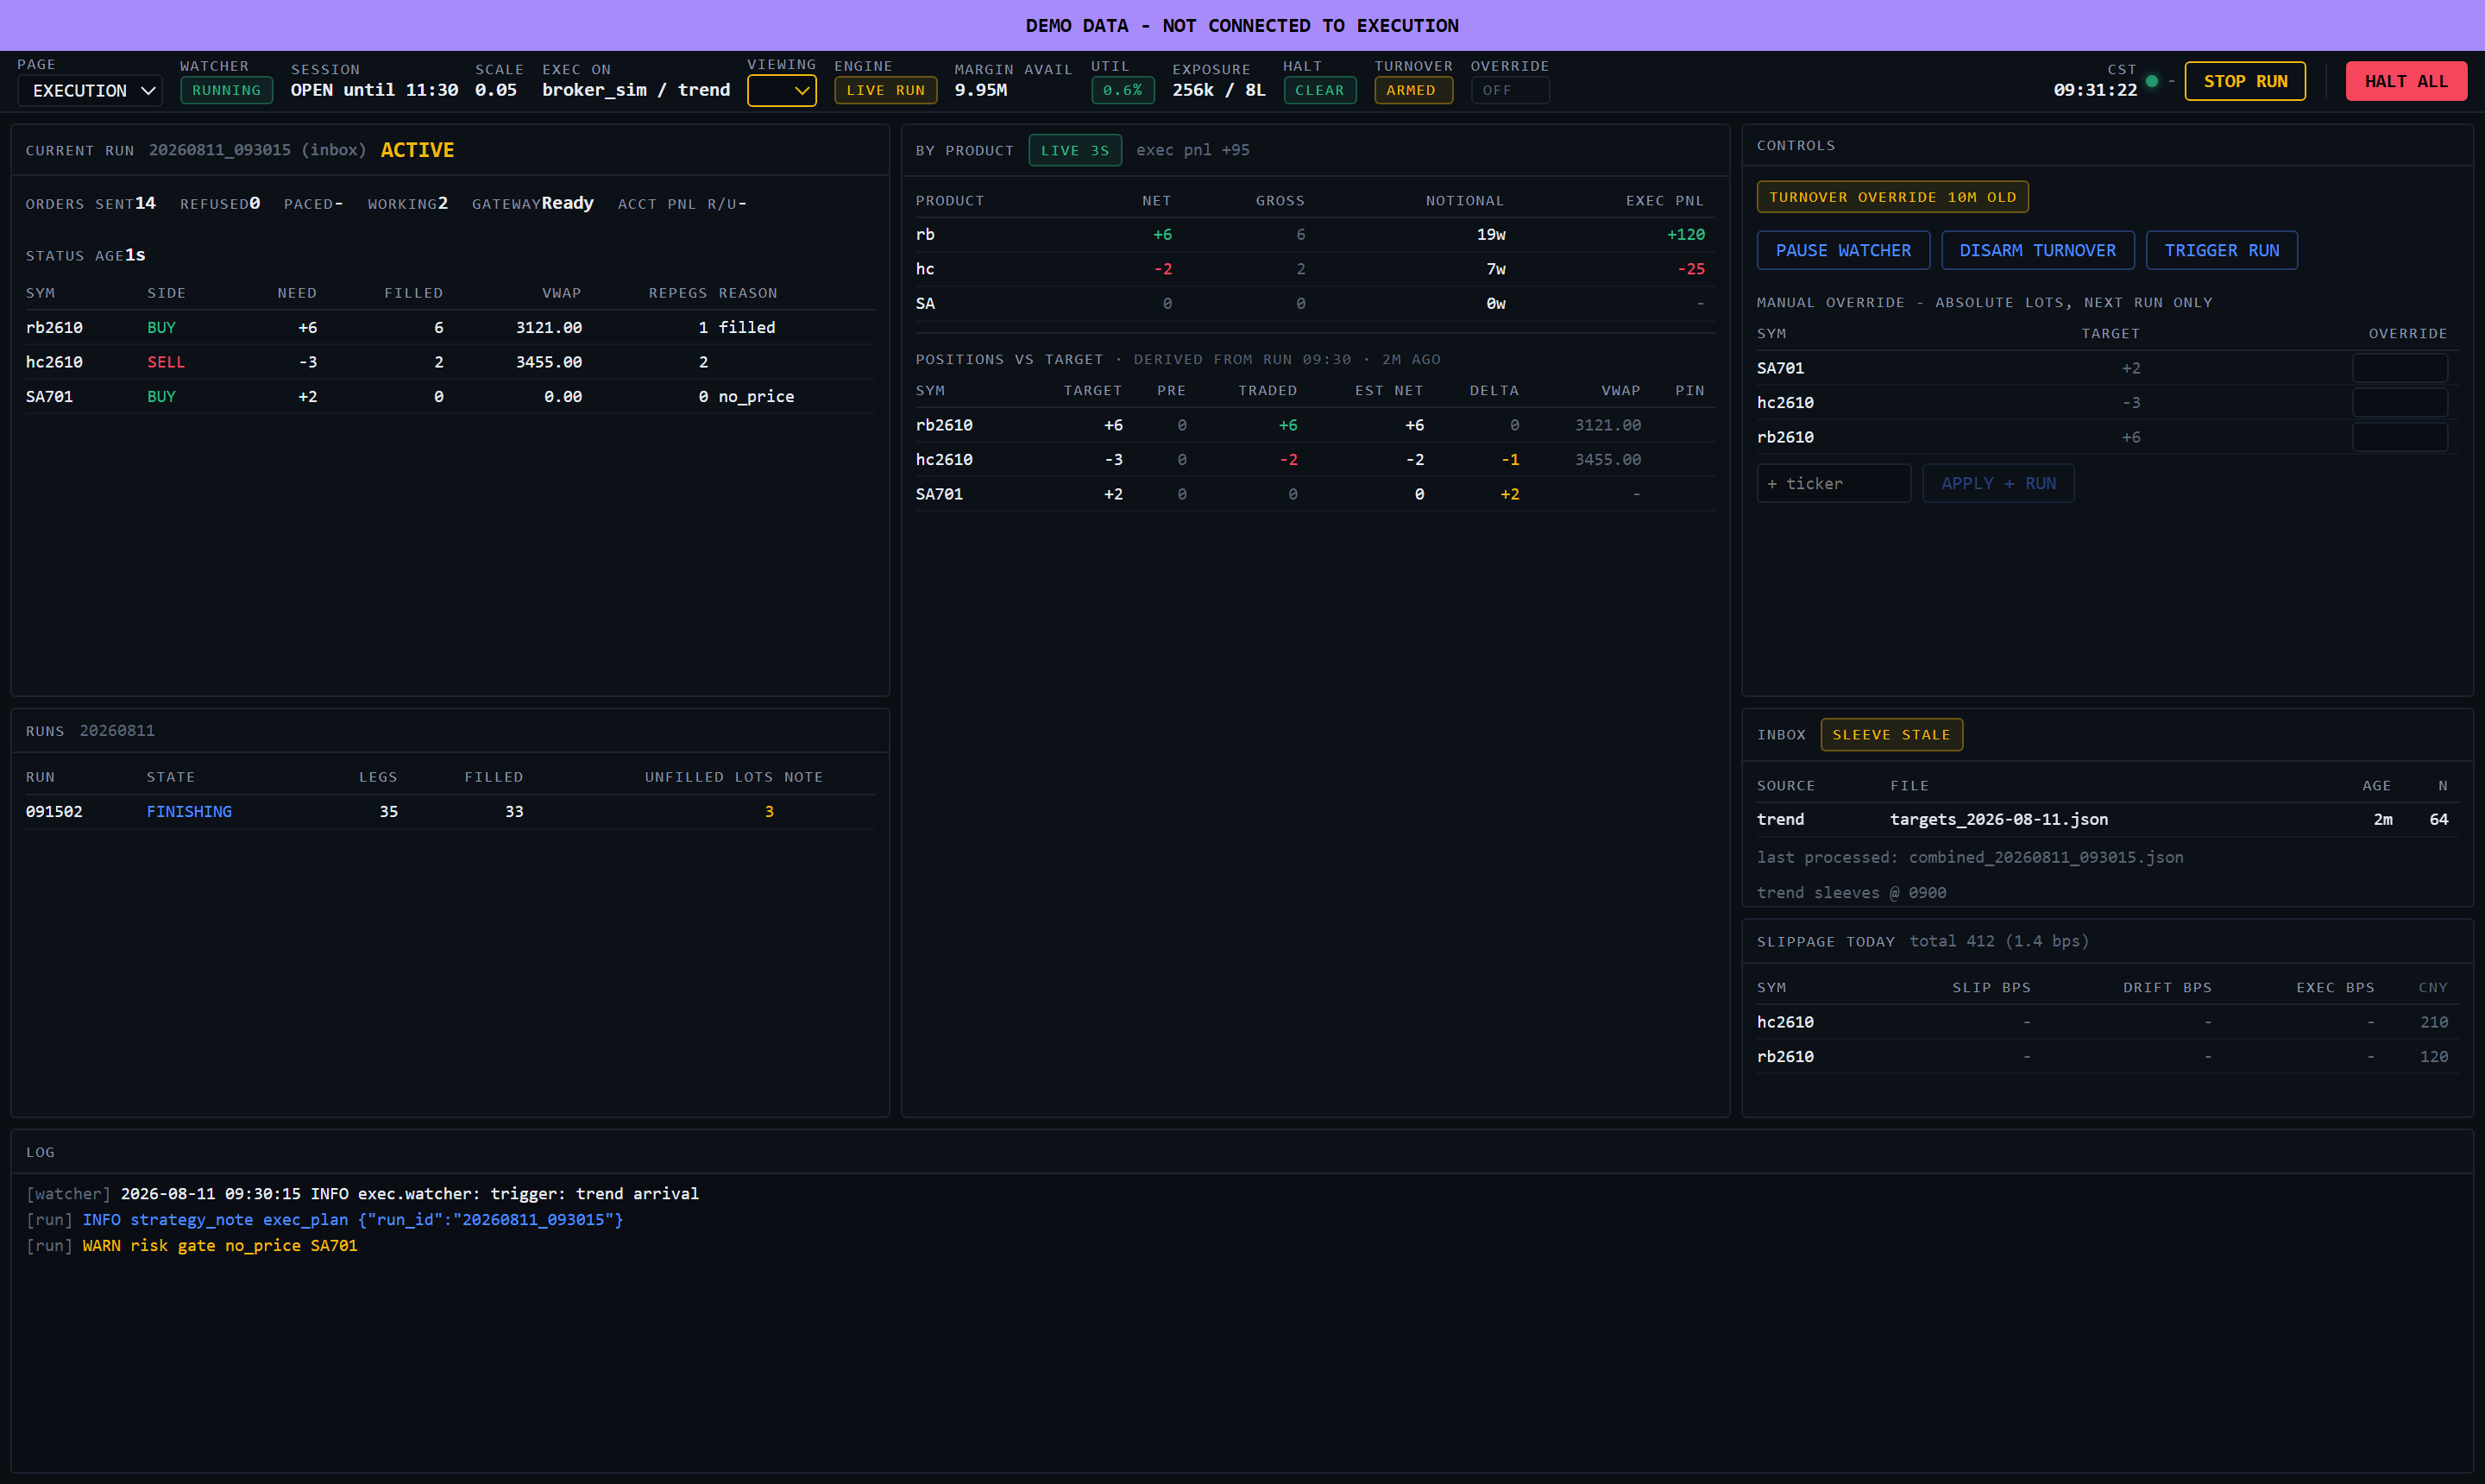 DEMO DATA - NOT CONNECTED TO EXECUTION
PAGE WATCHER SESSION SCALE EXEC ON VIEWING ENGINE MARGIN AVAIL UTIL EXPOSURE HALT TURNOVER OVERRIDE CST
EXECUTION RUNNING OPEN until 11:30 0.05 broker_sim / trend LIVE RUN 9.95M 0.6% 256k / 8L CLEAR ARMED OFF 09:31:22 - STOP RUN HALT ALL
CURRENT RUN 20260811_093015 (inbox) ACTIVE
ORDERS SENT14 REFUSED0 PACED- WORKING2 GATEWAYReady ACCT PNL R/U-
STATUS AGE1s
SYM SIDE NEED FILLED VWAP REPEGS REASON
rb2610 BUY +6 6 3121.00 1 filled
hc2610 SELL -3 2 3455.00 2
SA701 BUY +2 0 0.00 0 no_price
RUNS 20260811
RUN STATE LEGS FILLED UNFILLED LOTS NOTE
091502 FINISHING 35 33 3
BY PRODUCT LIVE 3S exec pnl +95
PRODUCT NET GROSS NOTIONAL EXEC PNL
rb +6 6 19w +120
hc -2 2 7w -25
SA 0 0 0w -
POSITIONS VS TARGET · DERIVED FROM RUN 09:30 · 2M AGO
SYM TARGET PRE TRADED EST NET DELTA VWAP PIN
rb2610 +6 0 +6 +6 0 3121.00
hc2610 -3 0 -2 -2 -1 3455.00
SA701 +2 0 0 0 +2 -
CONTROLS
TURNOVER OVERRIDE 10M OLD
PAUSE WATCHER DISARM TURNOVER TRIGGER RUN
MANUAL OVERRIDE - ABSOLUTE LOTS, NEXT RUN ONLY
SYM TARGET OVERRIDE
SA701 +2
hc2610 -3
rb2610 +6
+ ticker APPLY + RUN
INBOX SLEEVE STALE
SOURCE FILE AGE N
trend targets_2026-08-11.json 2m 64
last processed: combined_20260811_093015.json
trend sleeves @ 0900
SLIPPAGE TODAY total 412 (1.4 bps)
SYM SLIP BPS DRIFT BPS EXEC BPS CNY
hc2610 - - - 210
rb2610 - - - 120
LOG
[watcher] 2026-08-11 09:30:15 INFO exec.watcher: trigger: trend arrival
[run] INFO strategy_note exec_plan {"run_id":"20260811_093015"}
[run] WARN risk gate no_price SA701